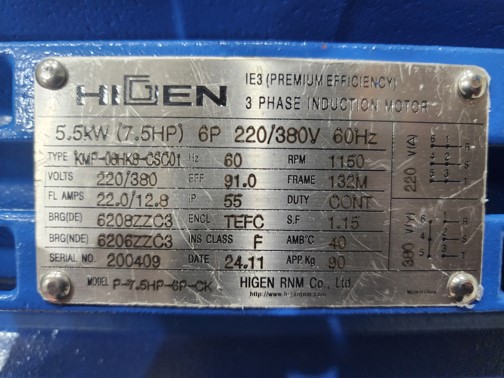 HIGEN
IE3 (PREMIUM EFFICIENCY)
3 PHASE INDUCTION MOTOR
5.5kW (7.5HP) 6P 220/380V 60Hz
TYPE Hz 60 RPM 1150
VOLTS 220/380 EFF 91.0 FRAME 132M
FL AMPS 22.0/12.8 IP 55 DUTY CONT
BRG(DE) 6208ZZC3 ENCL TEFC S.F 1.15
BRG(NDE) 6206ZZC3 INS CLASS F AMB°C 40
SERIAL NO. 200409 DATE 24.11 APP.Kg 90
MODEL P-7.5HP-6P-CK HIGEN RNM Co., Ltd.
220 V(Δ)
380 V(Y)